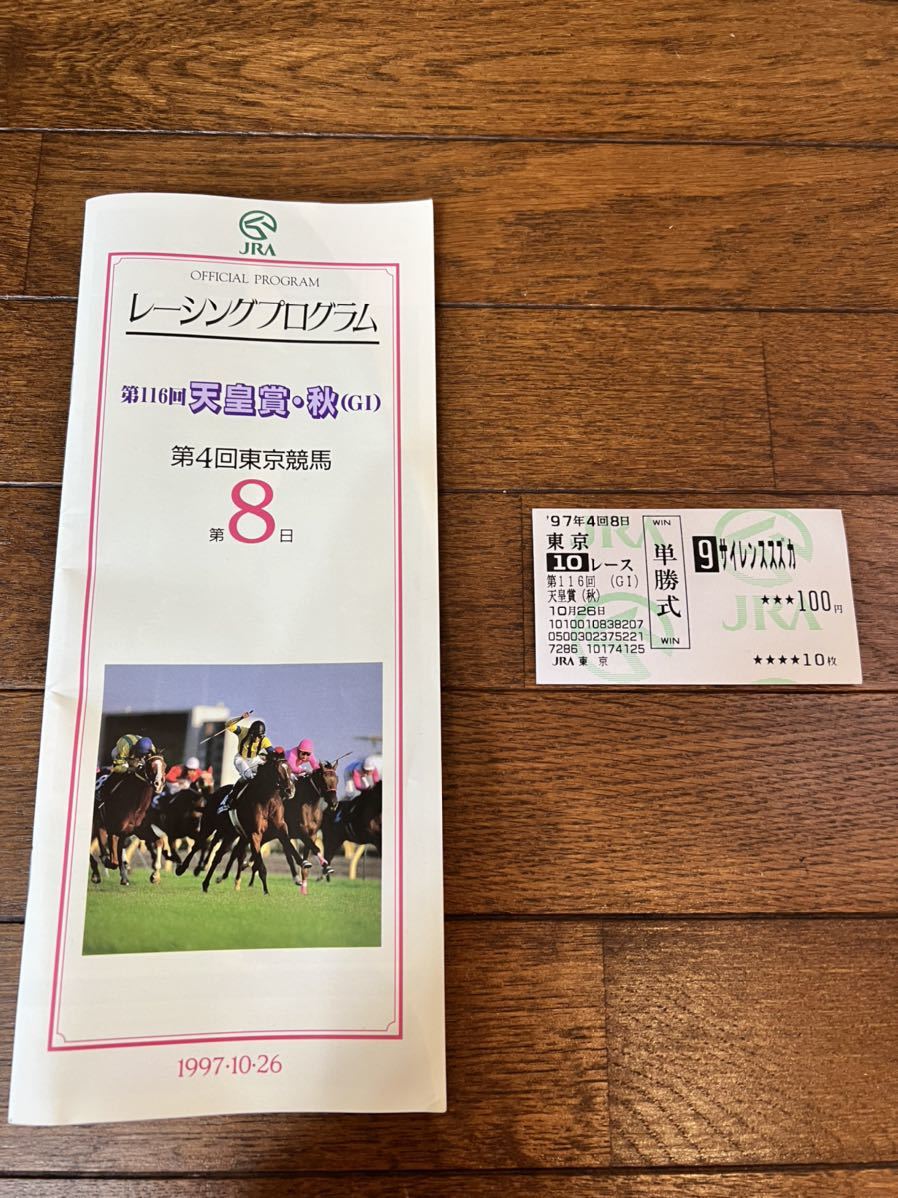 JRA
OFFICIAL PROGRAM
レーシングプログラム
第116回 天皇賞・秋(GI)
第4回東京競馬
第8日
1997・10・26
'97年4回8日
東京
10レース
第116回 (GI)
天皇賞(秋)
10月26日
1010010838207
0500302375221
7286 10174125
JRA 東 京
WIN
単勝式
WIN
9 サイレンススズカ
★★★100円
★★★★10枚
JRA
JRA